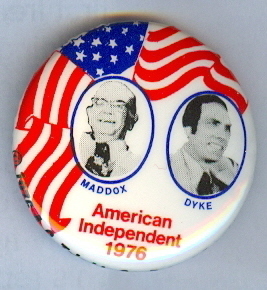 MADDOX
DYKE
American
Independent
1976